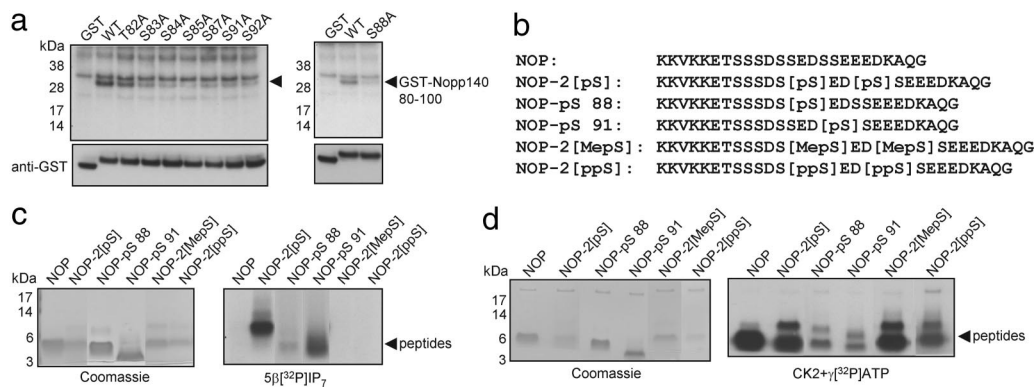 a
GST
WT
T82A
S83A
S84A
S85A
S87A
S91A
S92A
kDa
38
28
17
14
anti-GST
GST
WT
S88A
38
28
17
14
GST-Nopp140
80-100
b
NOP: KKVKKETSSSDSSEDSSEEEDKAQG
NOP-2[pS]: KKVKKETSSSDSS[pS]ED[pS]SEEEDKAQG
NOP-pS 88: KKVKKETSSSDS[pS]EDSSEEEDKAQG
NOP-pS 91: KKVKKETSSSDSSED[pS]SEEEDKAQG
NOP-2[MepS]: KKVKKETSSSDSS[MepS]ED[MepS]SEEEDKAQG
NOP-2[ppS]: KKVKKETSSSDSS[ppS]ED[ppS]SEEEDKAQG
c
NOP
NOP-2[pS]
NOP-pS 88
NOP-pS 91
NOP-2[MepS]
NOP-2[ppS]
kDa
17
14
6
3
Coomassie
NOP
NOP-2[pS]
NOP-pS 88
NOP-pS 91
NOP-2[MepS]
NOP-2[ppS]
peptides
5β[³²P]IP₇
d
NOP
NOP-2[pS]
NOP-pS 88
NOP-pS 91
NOP-2[MepS]
NOP-2[ppS]
kDa
17
14
6
3
Coomassie
NOP
NOP-2[pS]
NOP-pS 88
NOP-pS 91
NOP-2[MepS]
NOP-2[ppS]
peptides
CK2+γ[³²P]ATP